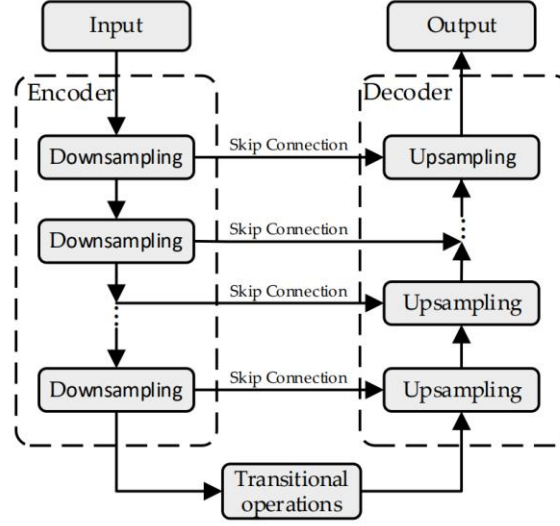 Input
Output
Encoder
Decoder
Downsampling
Skip Connection
Upsampling
Downsampling
Skip Connection
Skip Connection
Upsampling
Downsampling
Skip Connection
Upsampling
Transitional
operations